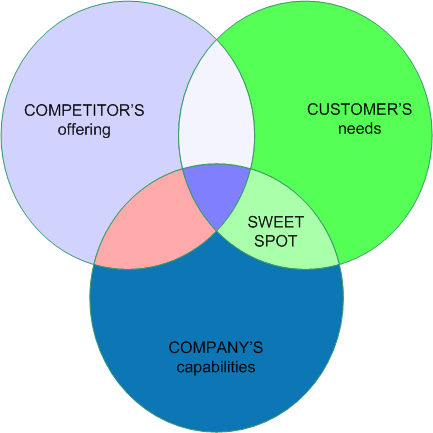 COMPETITOR'S
offering
CUSTOMER'S
needs
SWEET
SPOT
COMPANY'S
capabilities